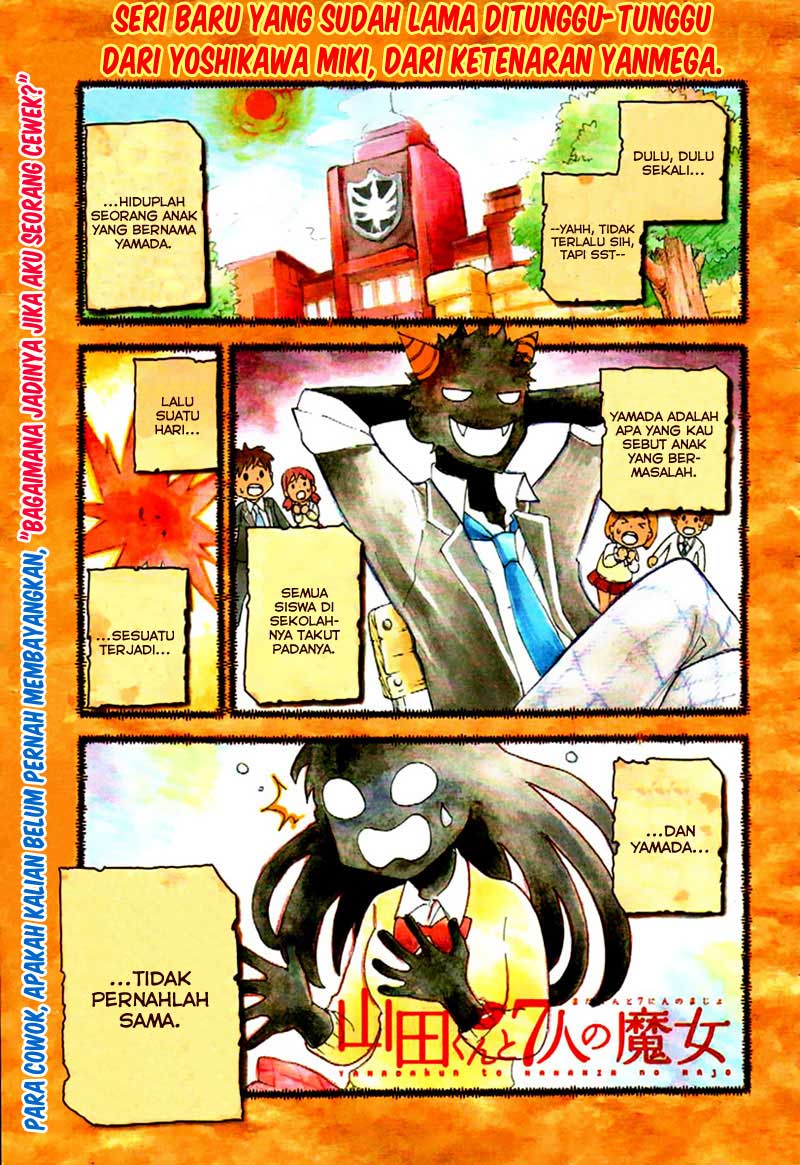 SERI BARU YANG SUDAH LAMA DITUNGGU-TUNGGU
DARI YOSHIKAWA MIKI, DARI KETENARAN YANMEGA.
PARA COWOK, APAKAH KALIAN BELUM PERNAH MEMBAYANGKAN, "BAGAIMANA JADINYA JIKA AKU SEORANG CEWEK?"
DULU, DULU
SEKALI...
--YAHH, TIDAK
TERLALU SIH,
TAPI SST--
...HIDUPLAH
SEORANG ANAK
YANG BERNAMA
YAMADA.
YAMADA ADALAH
APA YANG KAU
SEBUT ANAK
YANG BER-
MASALAH.
SEMUA
SISWA DI
SEKOLAH-
NYA TAKUT
PADANYA.
LALU
SUATU
HARI...
...SESUATU
TERJADI...
...DAN
YAMADA...
...TIDAK
PERNAHLAH
SAMA.
山田くんと7人の魔女